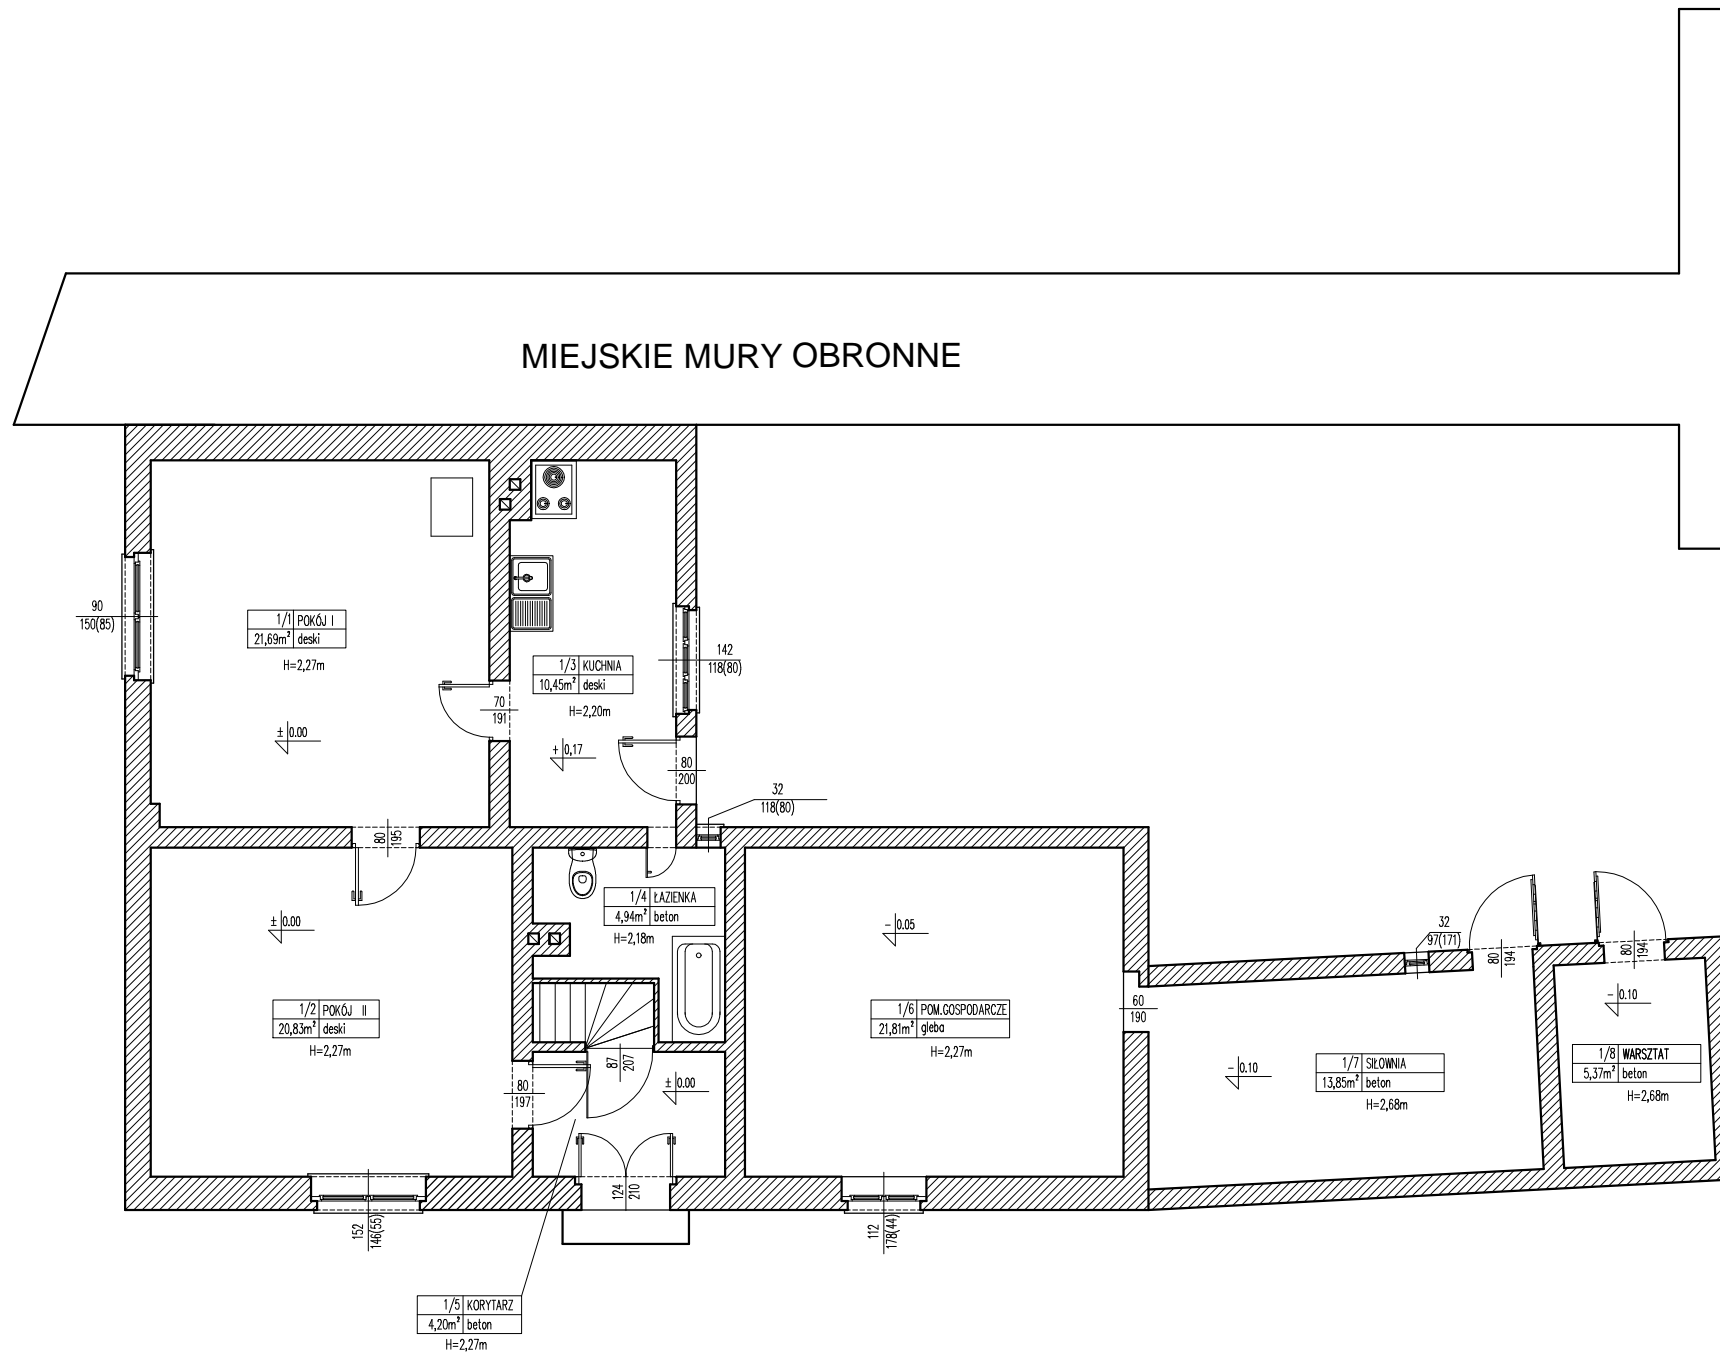 MIEJSKIE MURY OBRONNE
90
150(85)
1/1 POKÓJ I
21,69m² deski
H=2,27m
± 0.00
70
191
1/3 KUCHNIA
10,45m² deski
H=2,20m
+ 0,17
142
118(80)
80
200
32
118(80)
80
195
± 0.00
1/2 POKÓJ II
20,83m² deski
H=2,27m
1/4 ŁAZIENKA
4,94m² beton
H=2,18m
- 0.05
1/6 POM.GOSPODARCZE
21,81m² gleba
H=2,27m
60
190
32
97(171)
80
194
80
194
- 0.10
1/7 SIŁOWNIA
13,85m² beton
H=2,68m
- 0.10
1/8 WARSZTAT
5,37m² beton
H=2,68m
87
207
± 0.00
80
197
124
210
152
146(55)
112
178(44)
1/5 KORYTARZ
4,20m² beton
H=2,27m